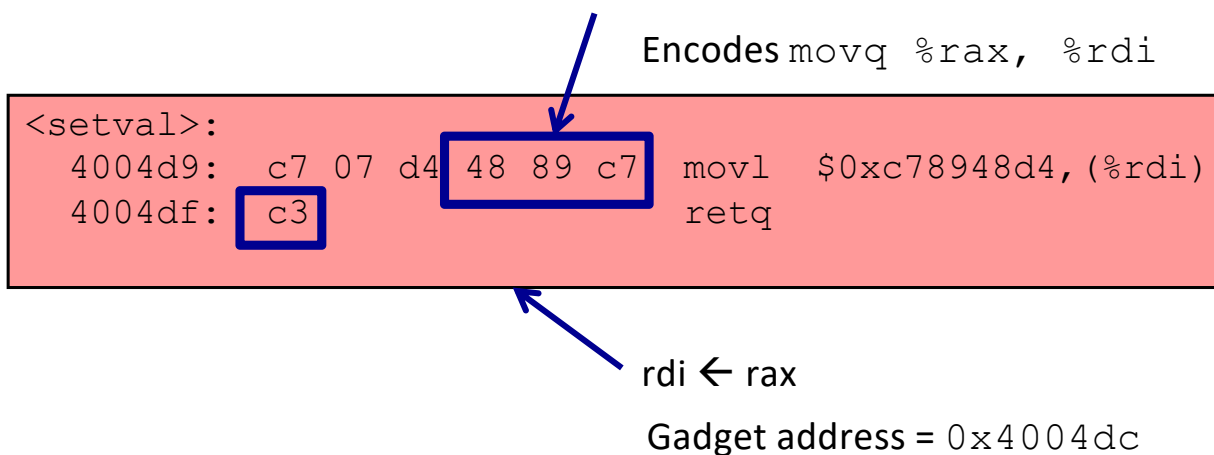 Encodes movq %rax, %rdi
<setval>:
4004d9: c7 07 d4 48 89 c7 movl $0xc78948d4,(%rdi)
4004df: c3 retq
rdi ← rax
Gadget address = 0x4004dc